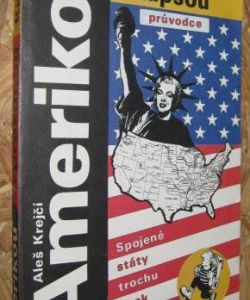 průvodce
Aleš Krejčí
Ameriko
Spojené
státy
trochu